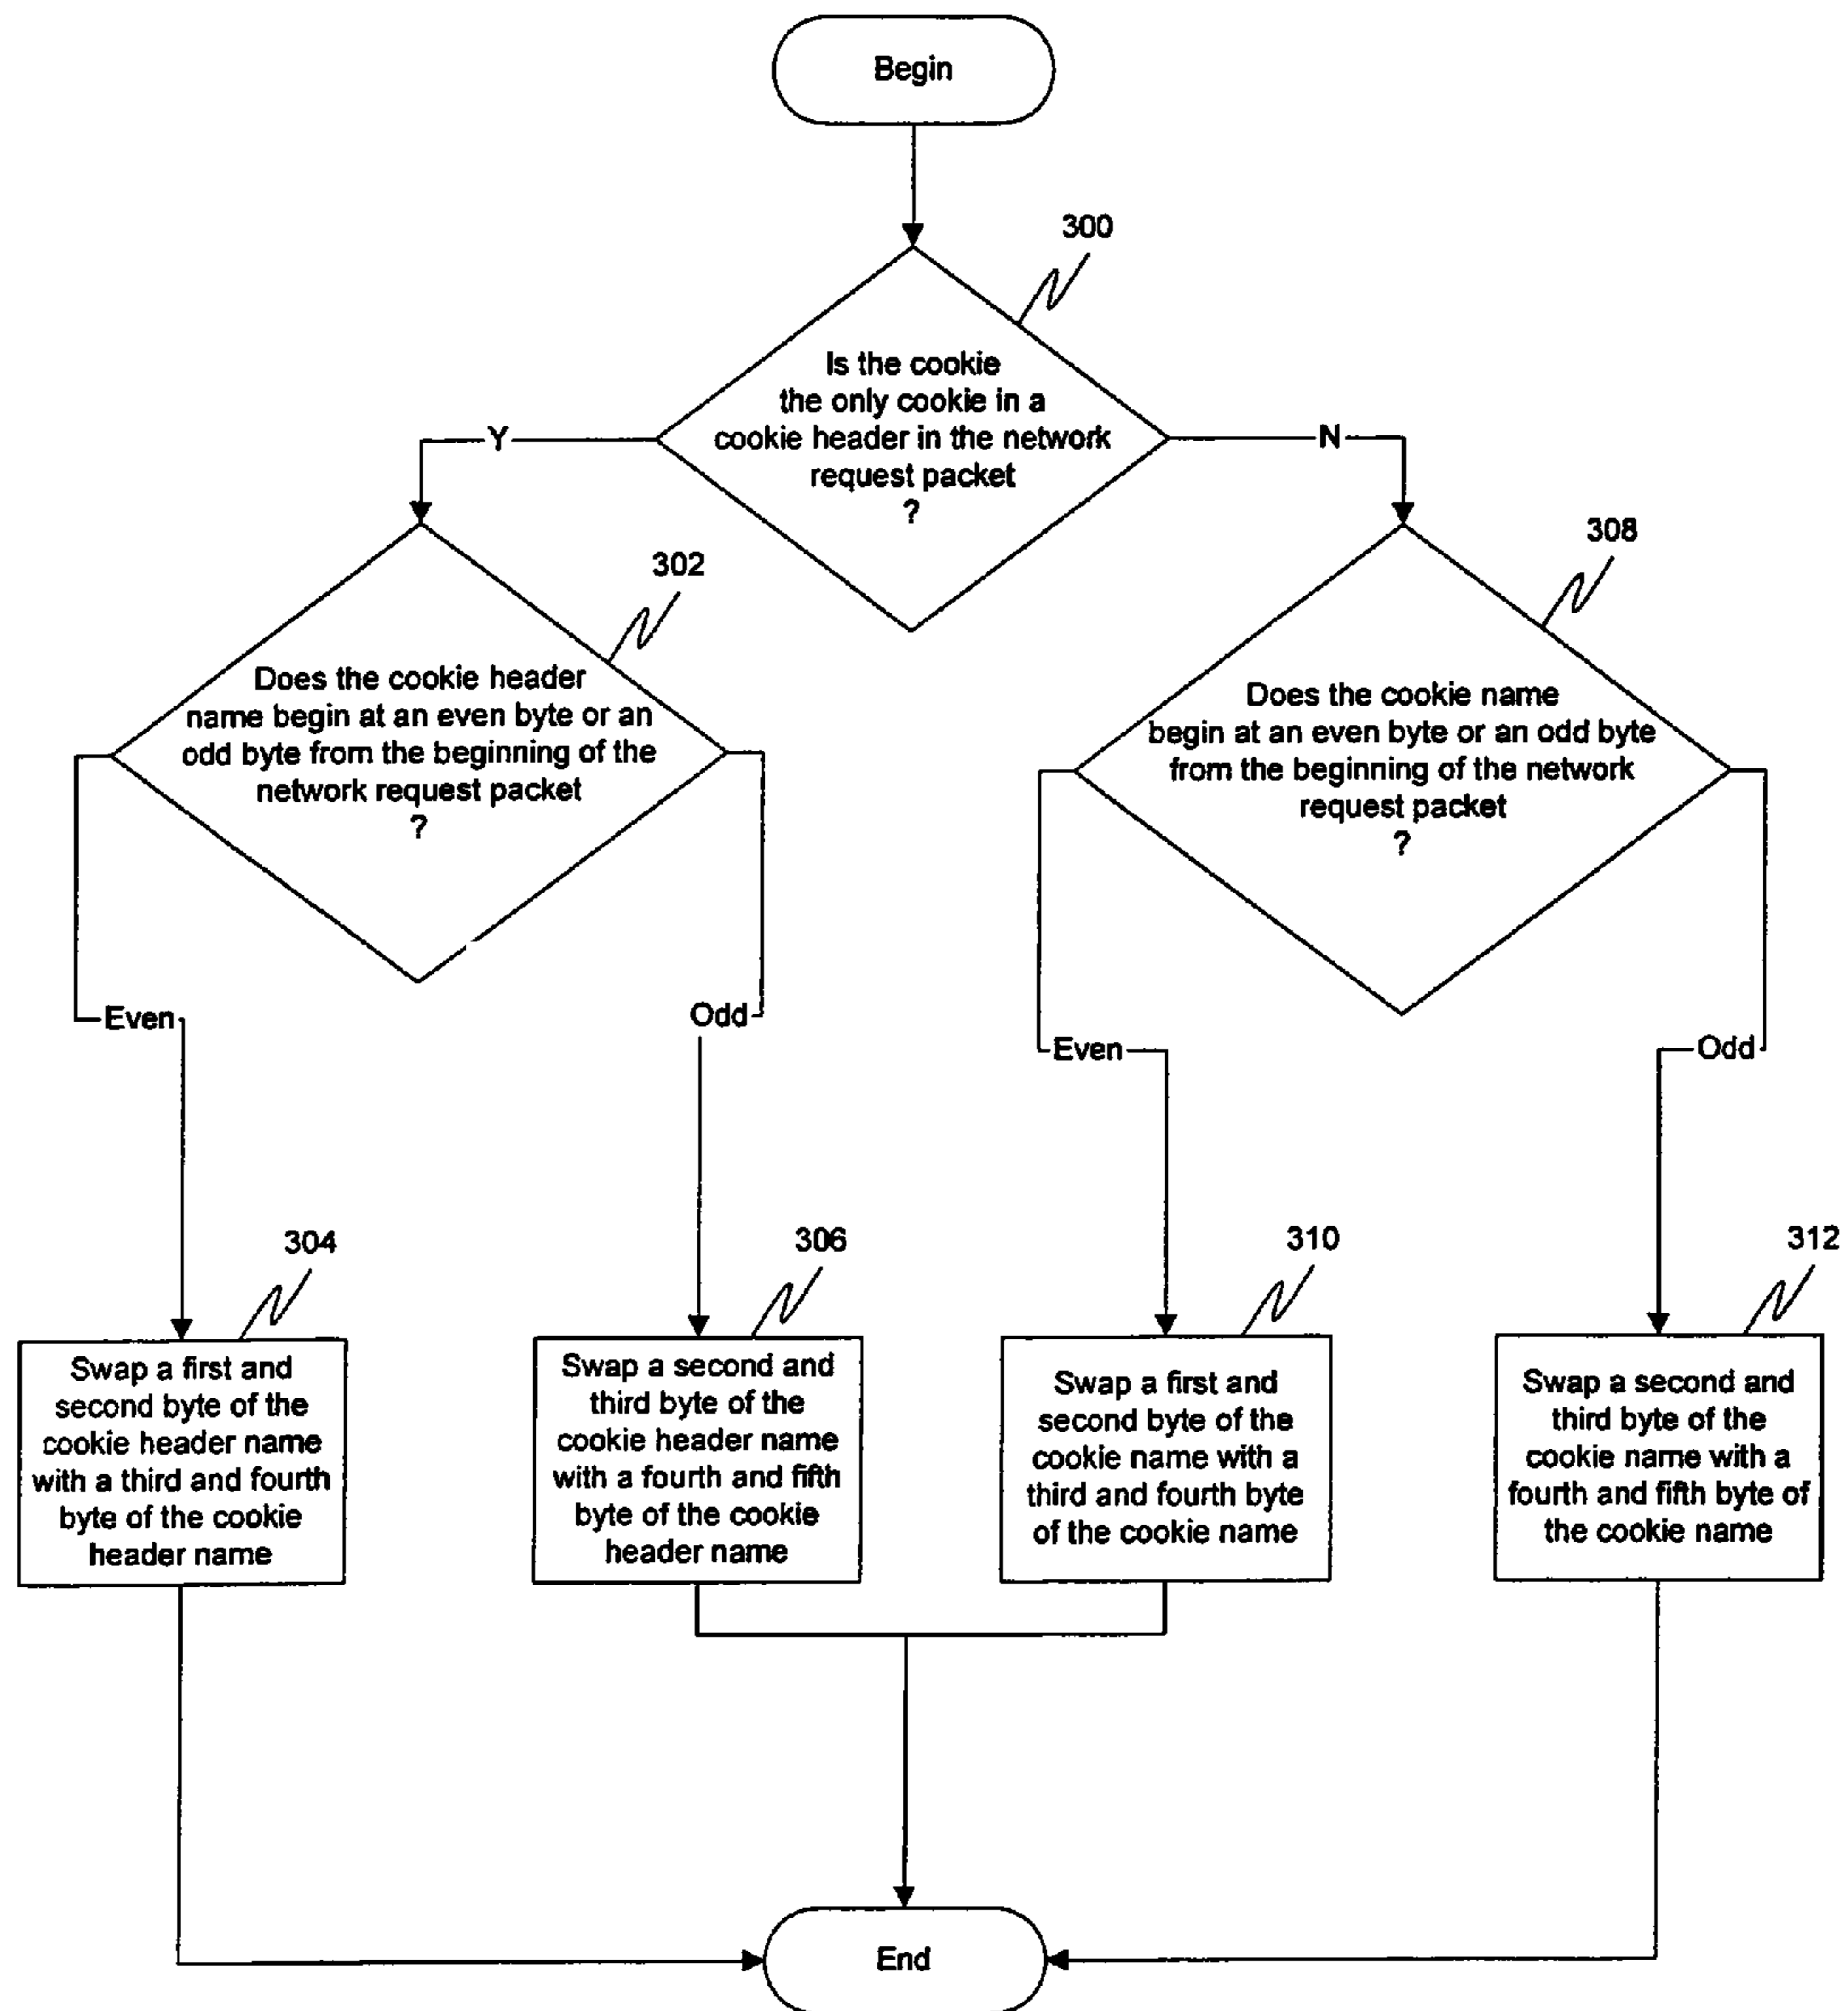 Begin
300
Is the cookie
the only cookie in a
cookie header in the network
request packet
?
Y
N
302
Does the cookie header
name begin at an even byte or an
odd byte from the beginning of the
network request packet
?
308
Does the cookie name
begin at an even byte or an odd byte
from the beginning of the network
request packet
?
Even
Odd
Even
Odd
304
Swap a first and
second byte of the
cookie header name
with a third and fourth
byte of the cookie
header name
306
Swap a second and
third byte of the
cookie header name
with a fourth and fifth
byte of the cookie
header name
310
Swap a first and
second byte of the
cookie name with a
third and fourth byte
of the cookie name
312
Swap a second and
third byte of the
cookie name with a
fourth and fifth byte of
the cookie name
End